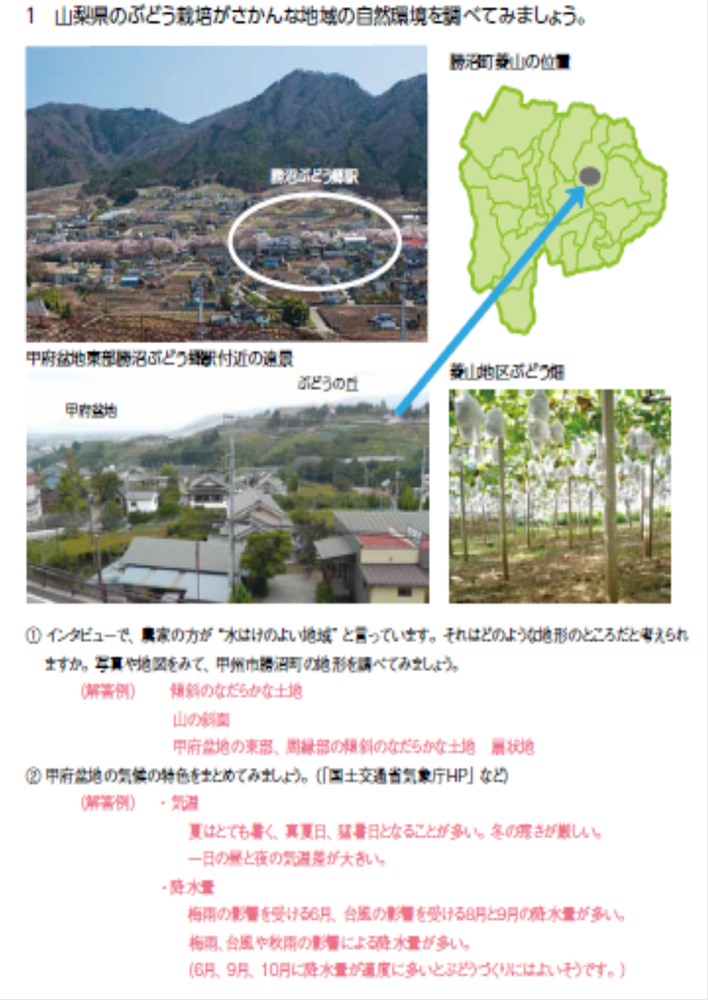 1 山梨県のぶどう栽培がさかんな地域の自然環境を調べてみましょう。
勝沼町菱山の位置
勝沼ぶどう郷駅
甲府盆地東部勝沼ぶどう郷駅付近の遠景
ぶどうの丘
甲府盆地
菱山地区ぶどう畑
① インタビューで、農家の方が“水はけのよい地域”と言っています。それはどのような地形のところだと考えられ
ますか。写真や地図をみて、甲州市勝沼町の地形を調べてみましょう。
(解答例) 傾斜のなだらかな土地
山の斜面
甲府盆地の東部、周縁部の傾斜のなだらかな土地 扇状地
② 甲府盆地の気候の特色をまとめてみましょう。(「国土交通省気象庁HP」など)
(解答例) ・気温
夏はとても暑く、真夏日、猛暑日となることが多い。冬の寒さが厳しい。
一日の昼と夜の気温差が大きい。
・降水量
梅雨の影響を受ける6月、台風の影響を受ける8月と9月の降水量が多い。
梅雨、台風や秋雨の影響による降水量が多い。
(6月、9月、10月に降水量が適度に多いとぶどうづくりにはよいそうです。)